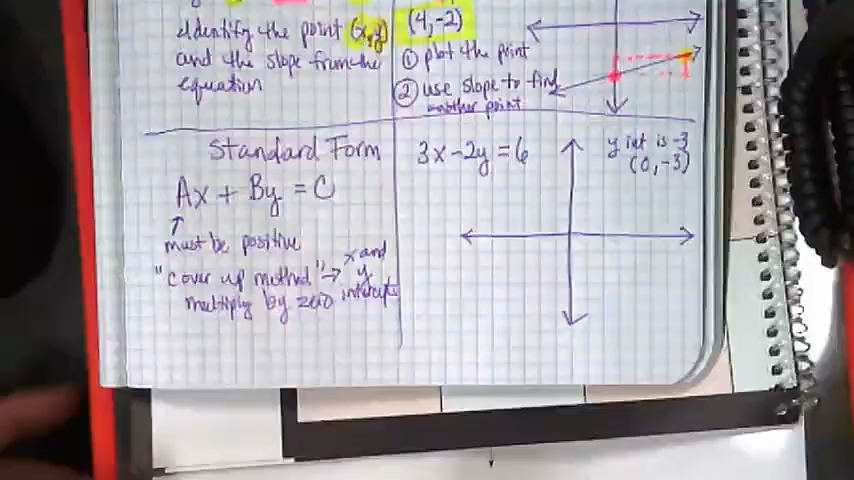 Identify the point (x,y)
and the slope from the
equation
(4,-2)
① plot the point
② use slope to find
another point
Standard Form
Ax + By = C
↑
must be positive
"cover up method" → x and
y
intercepts
multiply by zero
3x-2y=6
y int is -3
(0,-3)